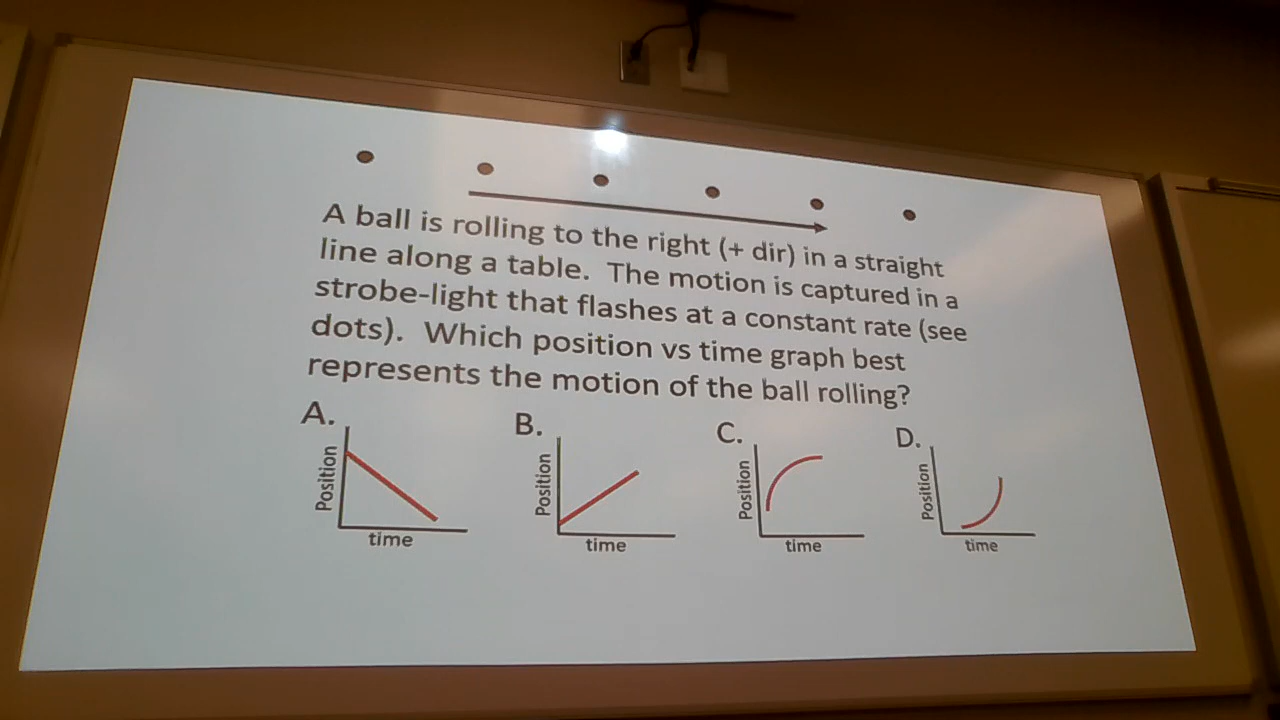 A ball is rolling to the right (+ dir) in a straight
line along a table. The motion is captured in a
strobe-light that flashes at a constant rate (see
dots). Which position vs time graph best
represents the motion of the ball rolling?
A.
Position
time
B.
Position
time
C.
Position
time
D.
Position
time